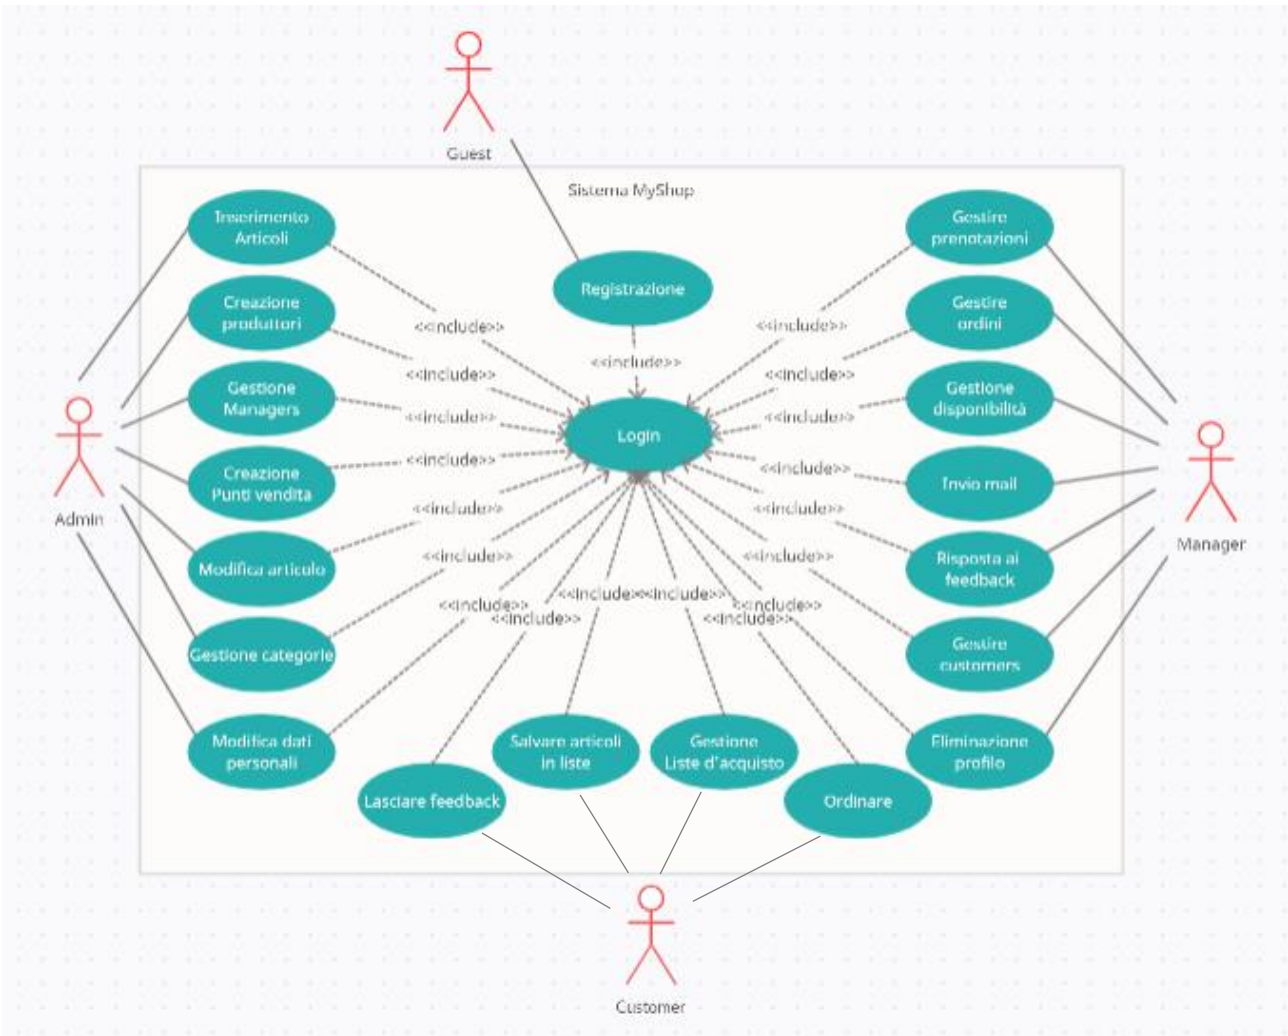 Guest
Sistema MyShop
Inserimento
Articoli
Gestire
prenotazioni
Registrazione
Creazione
produttori
Gestire
ordini
<<include>>
<<include>>
<<include>>
<<include>>
<<include>>
Gestione
Managers
Gestione
disponibilità
<<include>>
<<include>>
Login
<<include>>
<<include>>
Creazione
Punti vendita
Invio mail
<<include>>
<<include>>
Admin
Manager
Modifica articolo
Risposta ai
feedback
<<include>>
<<include>>
<<include>>
<<include>>
<<include>>
<<include>>
<<include>>
<<include>>
Gestione categorie
Gestire
customers
Modifica dati
personali
Salvare articoli
in liste
Gestione
Liste d'acquisto
Eliminazione
profilo
Lasciare feedback
Ordinare
Customer